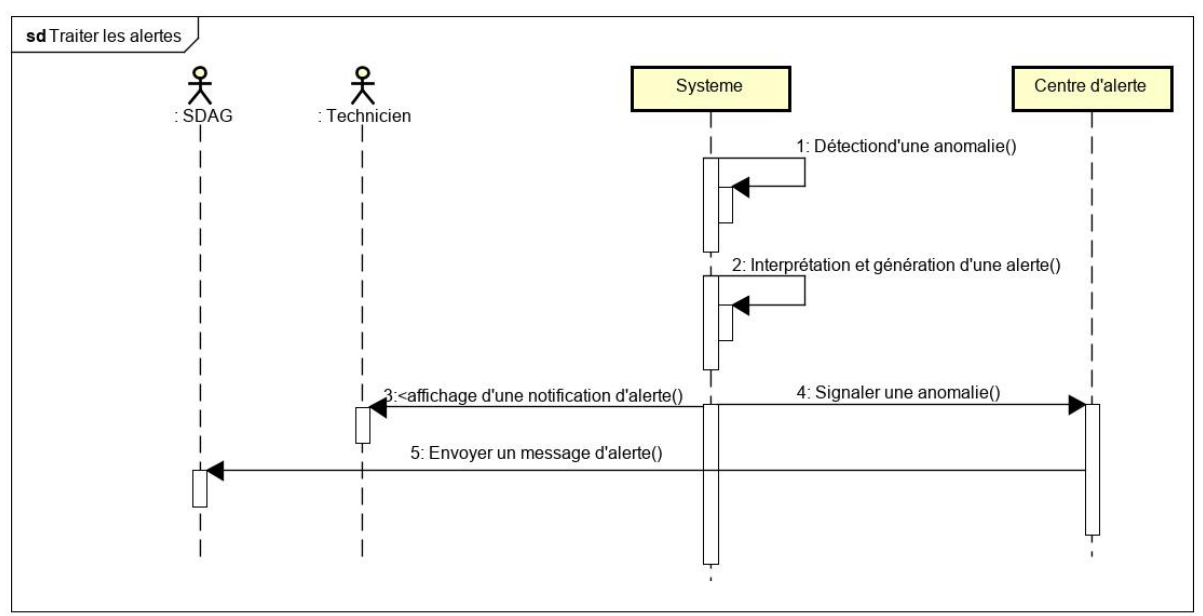 sd Traiter les alertes
: SDAG
: Technicien
Systeme
Centre d'alerte
1: Détectiond'une anomalie()
2: Interprétation et génération d'une alerte()
3:<affichage d'une notification d'alerte()
4: Signaler une anomalie()
5: Envoyer un message d'alerte()